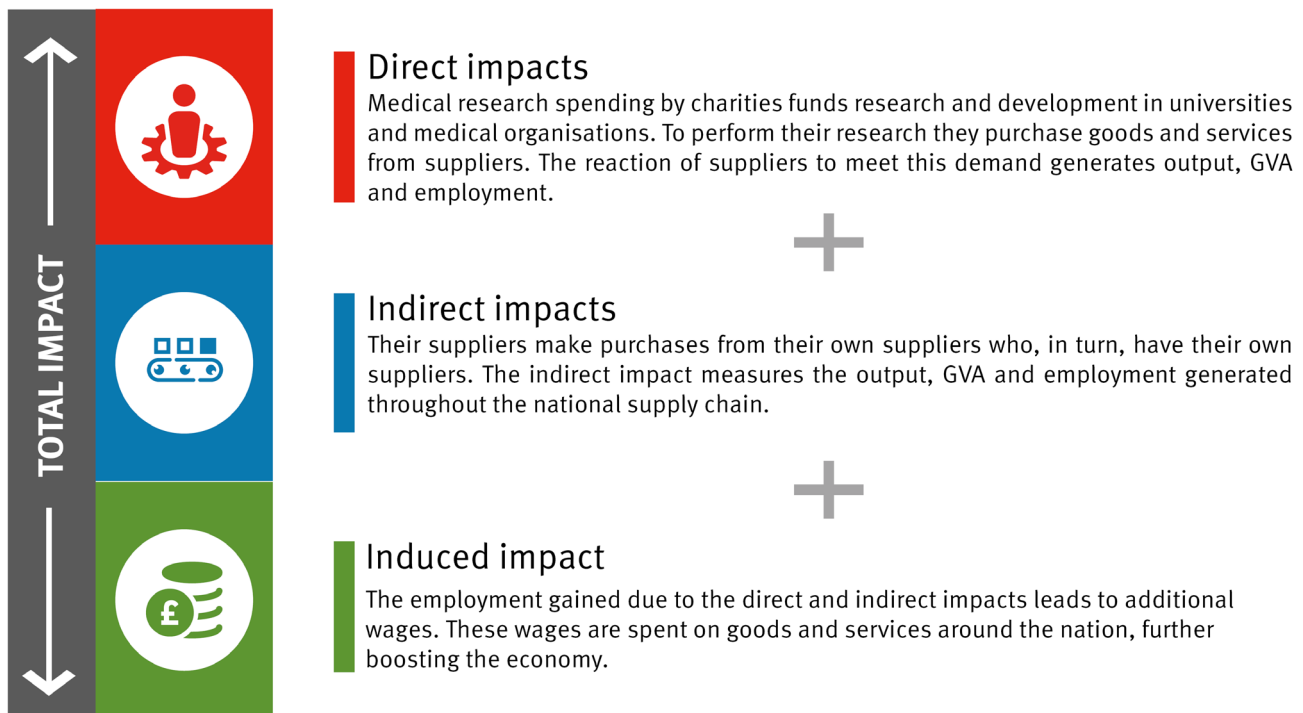 TOTAL IMPACT
Direct impacts
Medical research spending by charities funds research and development in universities
and medical organisations. To perform their research they purchase goods and services
from suppliers. The reaction of suppliers to meet this demand generates output, GVA
and employment.
+
Indirect impacts
Their suppliers make purchases from their own suppliers who, in turn, have their own
suppliers. The indirect impact measures the output, GVA and employment generated
throughout the national supply chain.
+
£
Induced impact
The employment gained due to the direct and indirect impacts leads to additional
wages. These wages are spent on goods and services around the nation, further
boosting the economy.